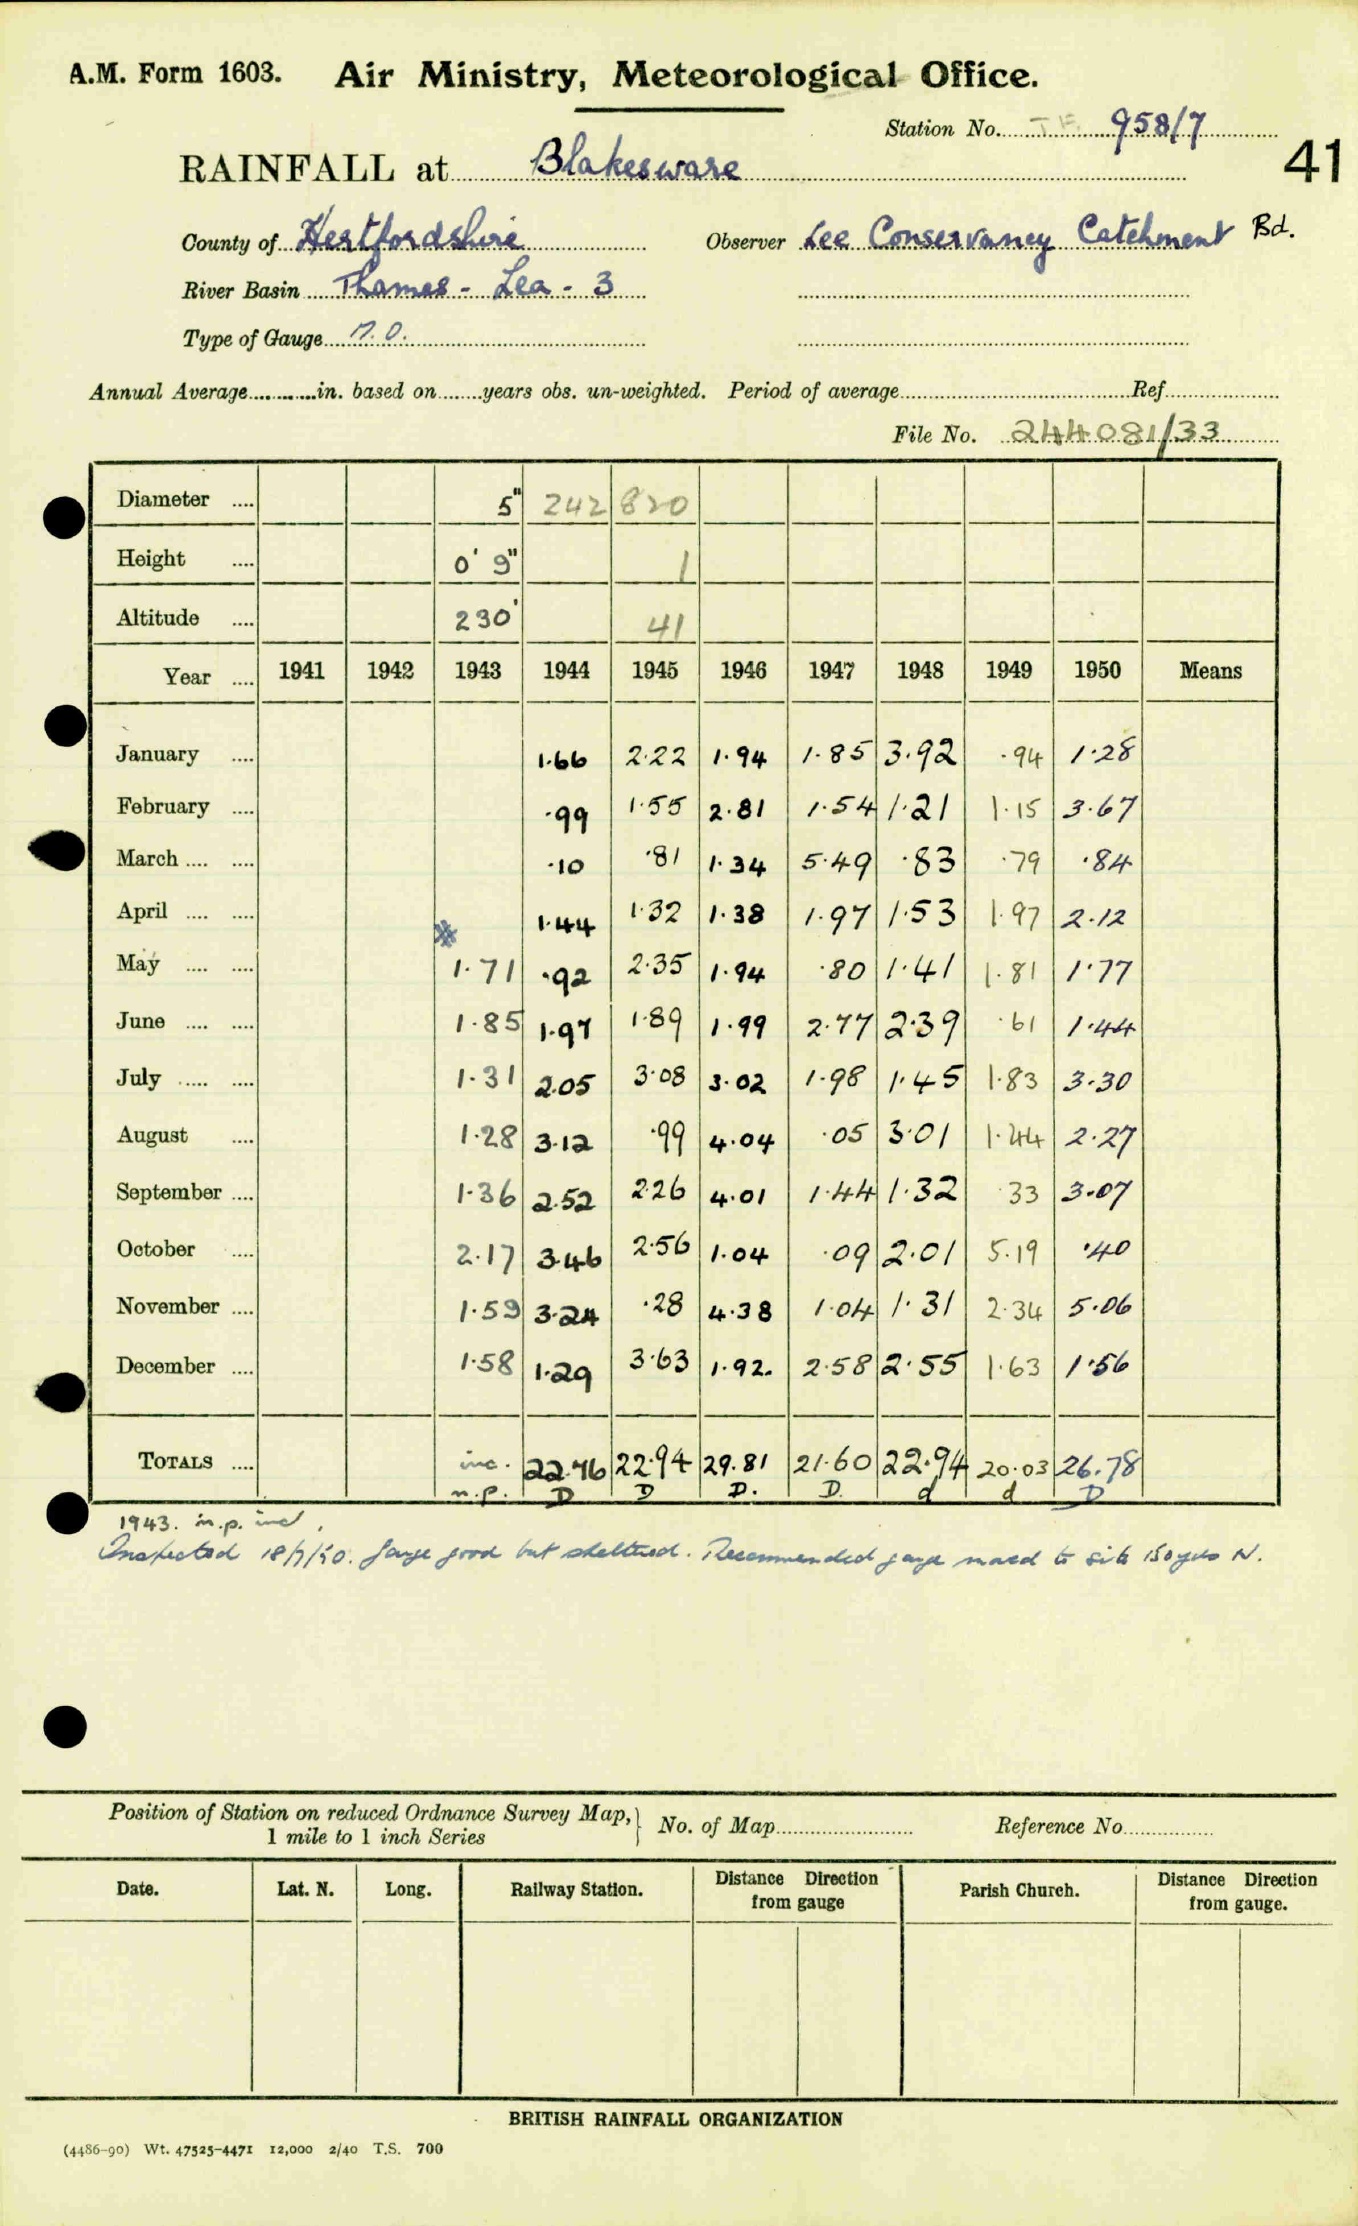 A.M. Form 1603. Air Ministry, Meteorological Office.
Station No. T.F. 958/7
41
RAINFALL at Blakesware
County of Hertfordshire Observer Lee Conservancy Catchment Bd.
River Basin Thames - Lea - 3
Type of Gauge M.O.
Annual Average in. based on years obs. un-weighted. Period of average Ref
File No. 244081/33
Diameter 5" 242 820
Height 0' 9" 1
Altitude 230' 41
Year 1941 1942 1943 1944 1945 1946 1947 1948 1949 1950 Means
January 1.66 2.22 1.94 1.85 3.92 .94 1.28
February .99 1.55 2.81 1.54 1.21 1.15 3.67
March .10 .81 1.34 5.49 .83 .79 .84
April 1.44 1.32 1.38 1.97 1.53 1.97 2.12
May 1.71 .92 2.35 1.94 .80 1.41 1.81 1.77
June 1.85 1.97 1.89 1.99 2.77 2.39 .61 1.44
July 1.31 2.05 3.08 3.02 1.98 1.45 1.83 3.30
August 1.28 3.12 .99 4.04 .05 3.01 1.44 2.27
September 1.36 2.52 2.26 4.01 1.44 1.32 .33 3.07
October 2.17 3.46 2.56 1.04 .09 2.01 5.19 .40
November 1.59 3.24 .28 4.38 1.04 1.31 2.34 5.06
December 1.58 1.29 3.63 1.92. 2.58 2.55 1.63 1.56
TOTALS inc. 22.76 22.94 29.81 21.60 22.94 20.03 26.78
n.p. D D D. D. d d D
1943. n.p. incl.
Inspected 18/7/50. Gauge good but sheltered. Recommended gauge moved to site 150 yds N.
Position of Station on reduced Ordnance Survey Map, } No. of Map Reference No
1 mile to 1 inch Series
Date. Lat. N. Long. Railway Station. Distance Direction from gauge Parish Church. Distance Direction from gauge.
BRITISH RAINFALL ORGANIZATION
(4486-90) Wt. 47525-4471 12,000 2/40 T.S. 700